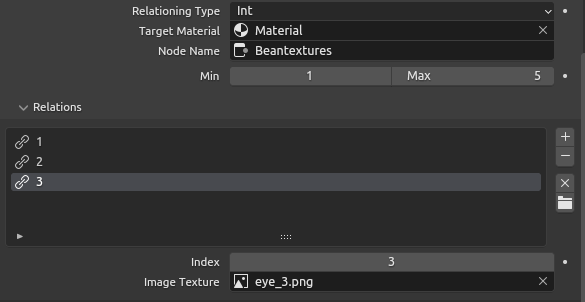 Relationing Type Int
Target Material Material
Node Name Beantextures
Min 1 Max 5
Relations
1
2
3
Index 3
Image Texture eye_3.png